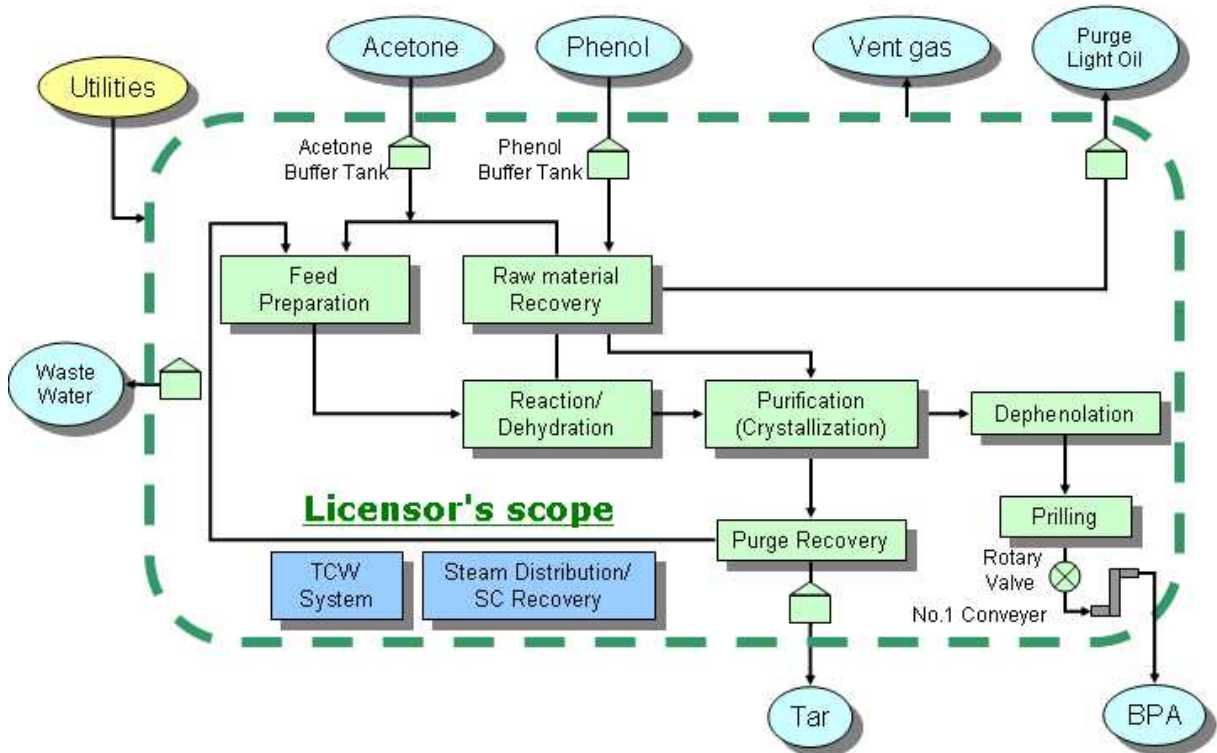 Acetone
Phenol
Vent gas
Purge
Light Oil
Utilities
Acetone
Buffer Tank
Phenol
Buffer Tank
Feed
Preparation
Raw material
Recovery
Waste
Water
Reaction/
Dehydration
Purification
(Crystallization)
Dephenolation
Licensor's scope
Purge Recovery
Prilling
TCW
System
Steam Distribution/
SC Recovery
Rotary
Valve
No.1 Conveyer
Tar
BPA